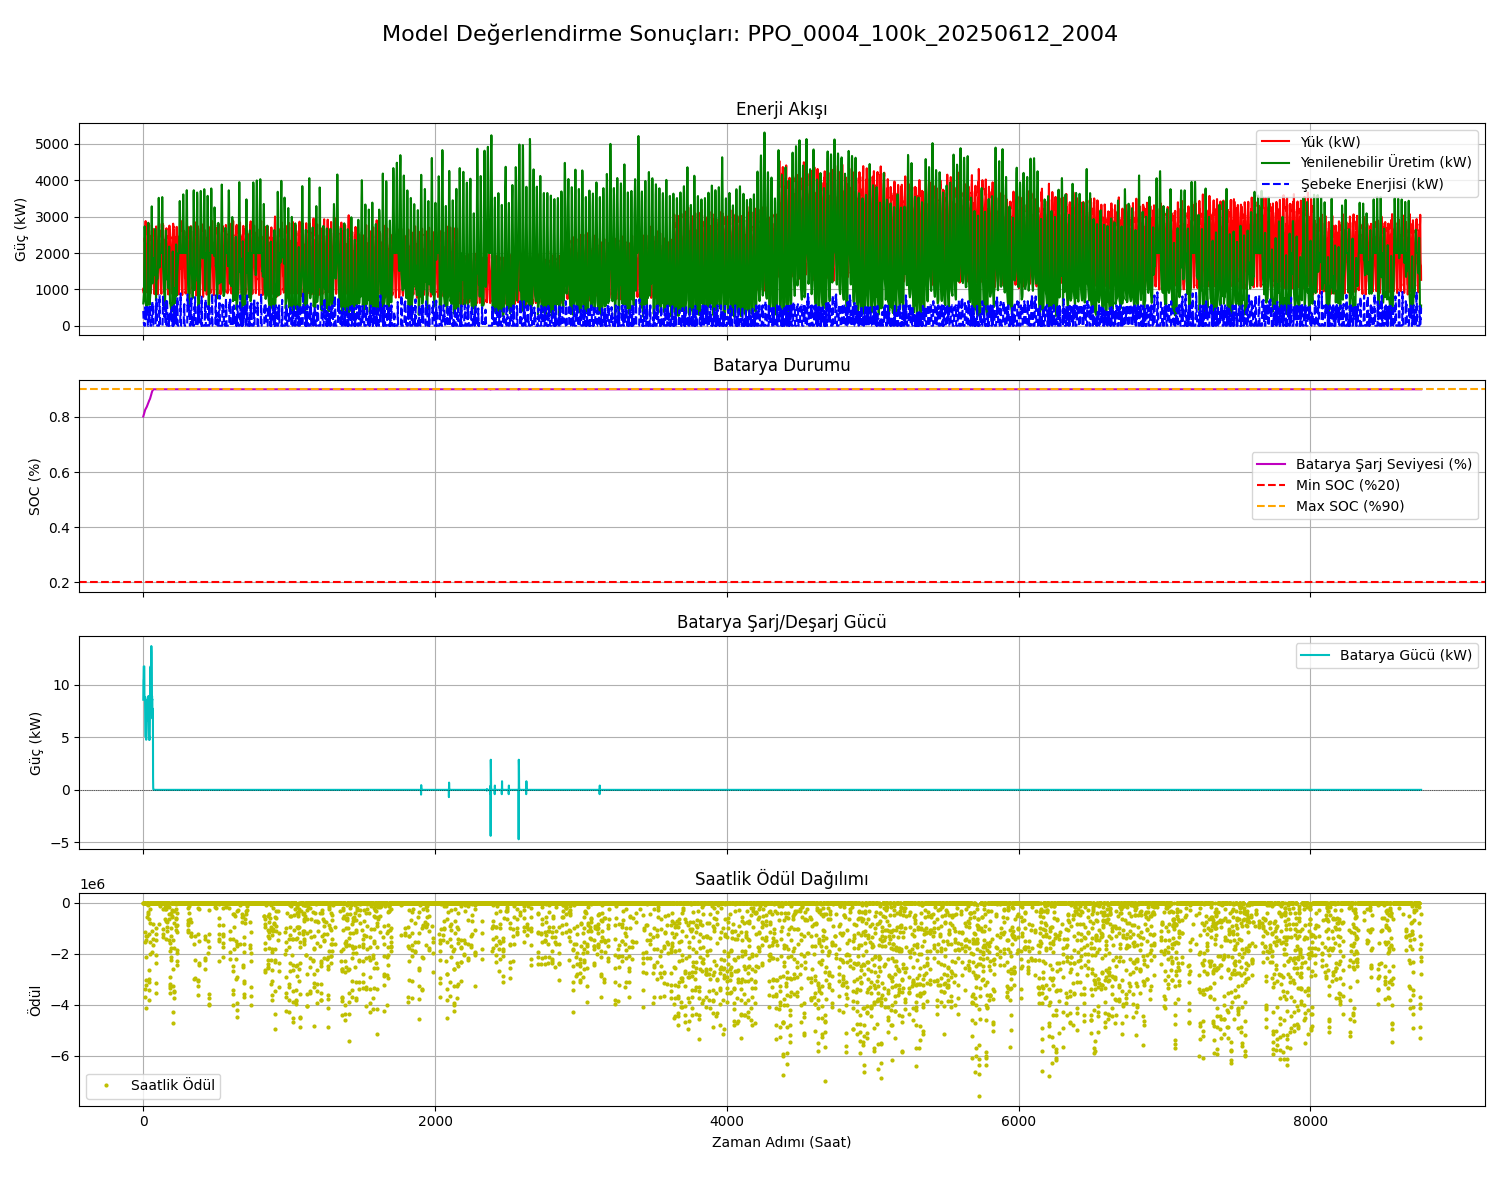 Model Değerlendirme Sonuçları: PPO_0004_100k_20250612_2004
Enerji Akışı
Güç (kW)
5000
4000
3000
2000
1000
0
Yük (kW)
Yenilenebilir Üretim (kW)
Şebeke Enerjisi (kW)
Batarya Durumu
SOC (%)
0.8
0.6
0.4
0.2
Batarya Şarj Seviyesi (%)
Min SOC (%20)
Max SOC (%90)
Batarya Şarj/Deşarj Gücü
Güç (kW)
10
5
0
−5
Batarya Gücü (kW)
Saatlik Ödül Dağılımı
1e6
Ödül
0
−2
−4
−6
Saatlik Ödül
0
2000
4000
6000
8000
Zaman Adımı (Saat)